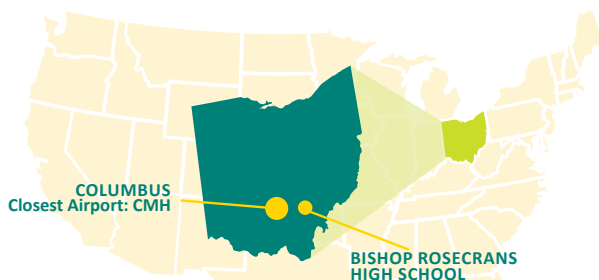 COLUMBUS
Closest Airport: CMH
BISHOP ROSECRANS
HIGH SCHOOL